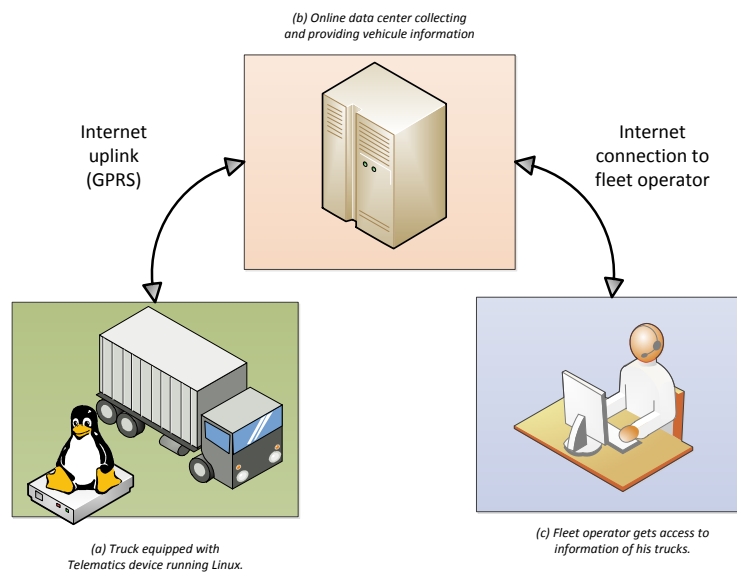 (b) Online data center collecting
and providing vehicule information
Internet
uplink
(GPRS)
Internet
connection to
fleet operator
(a) Truck equipped with
Telematics device running Linux.
(c) Fleet operator gets access to
information of his trucks.